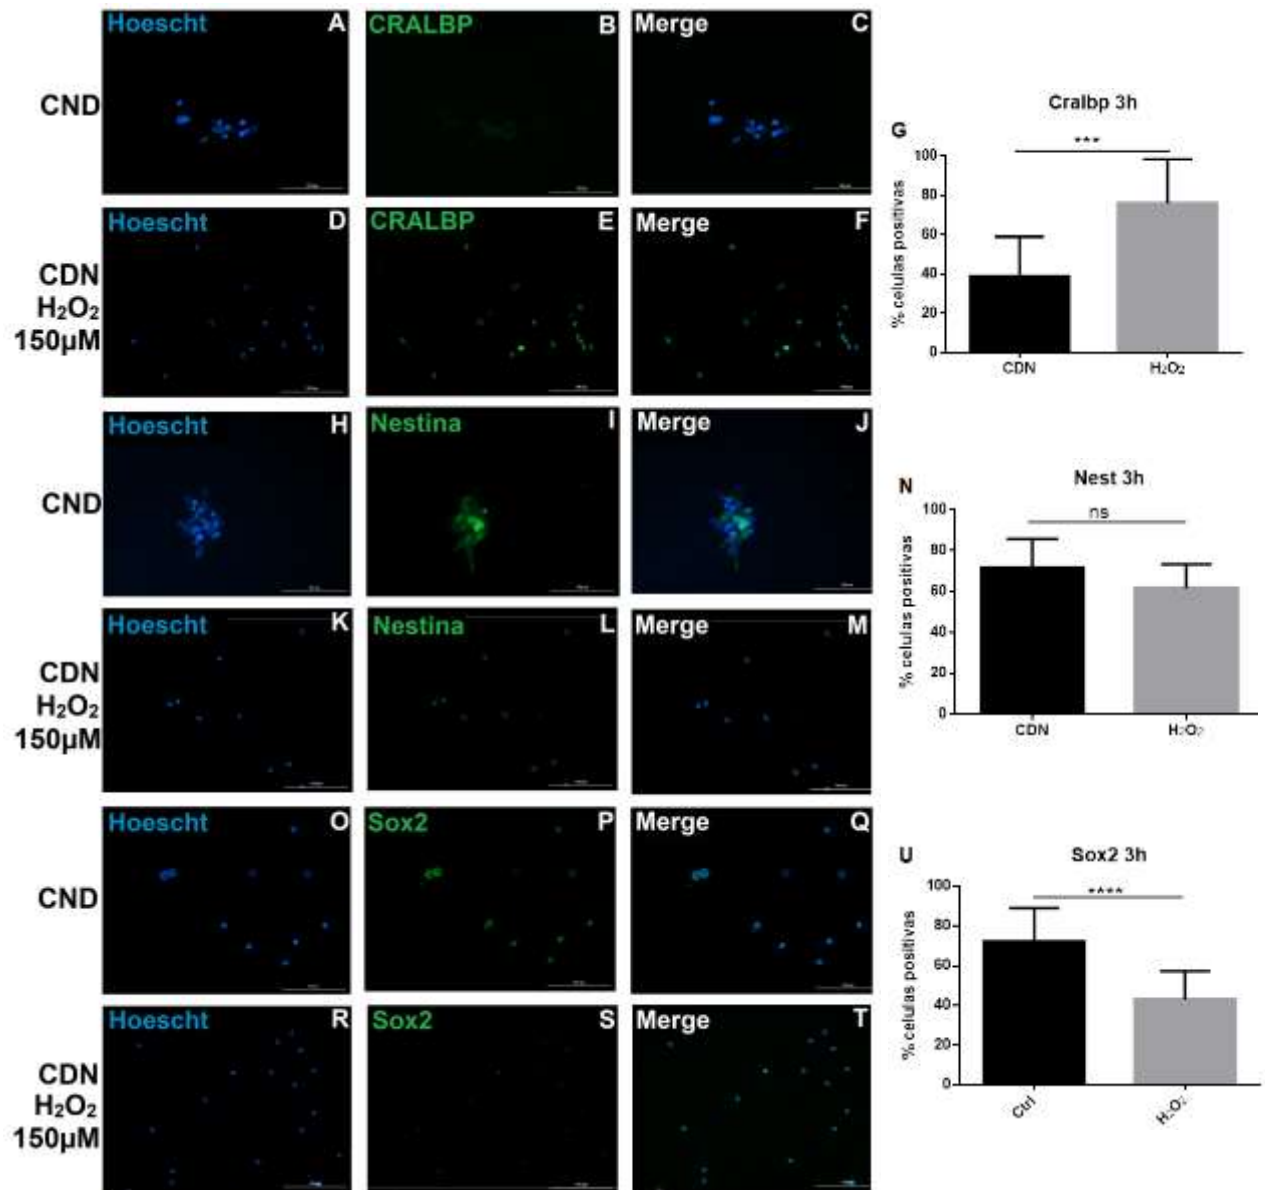 Hoescht A CRALBP B Merge C
CND
Hoescht D CRALBP E Merge F
CDN
H₂O₂
150µM
Cralbp 3h
G
***
% celulas positivas
100
80
60
40
20
0
CDN H₂O₂
Hoescht H Nestina I Merge J
CND
Hoescht K Nestina L Merge M
CDN
H₂O₂
150µM
Nest 3h
N
ns
% celulas positivas
100
80
60
40
20
0
CDN H₂O₂
Hoescht O Sox2 P Merge Q
CND
Hoescht R Sox2 S Merge T
CDN
H₂O₂
150µM
Sox2 3h
U
****
% celulas positivas
100
80
60
40
20
0
Ctrl H₂O₂